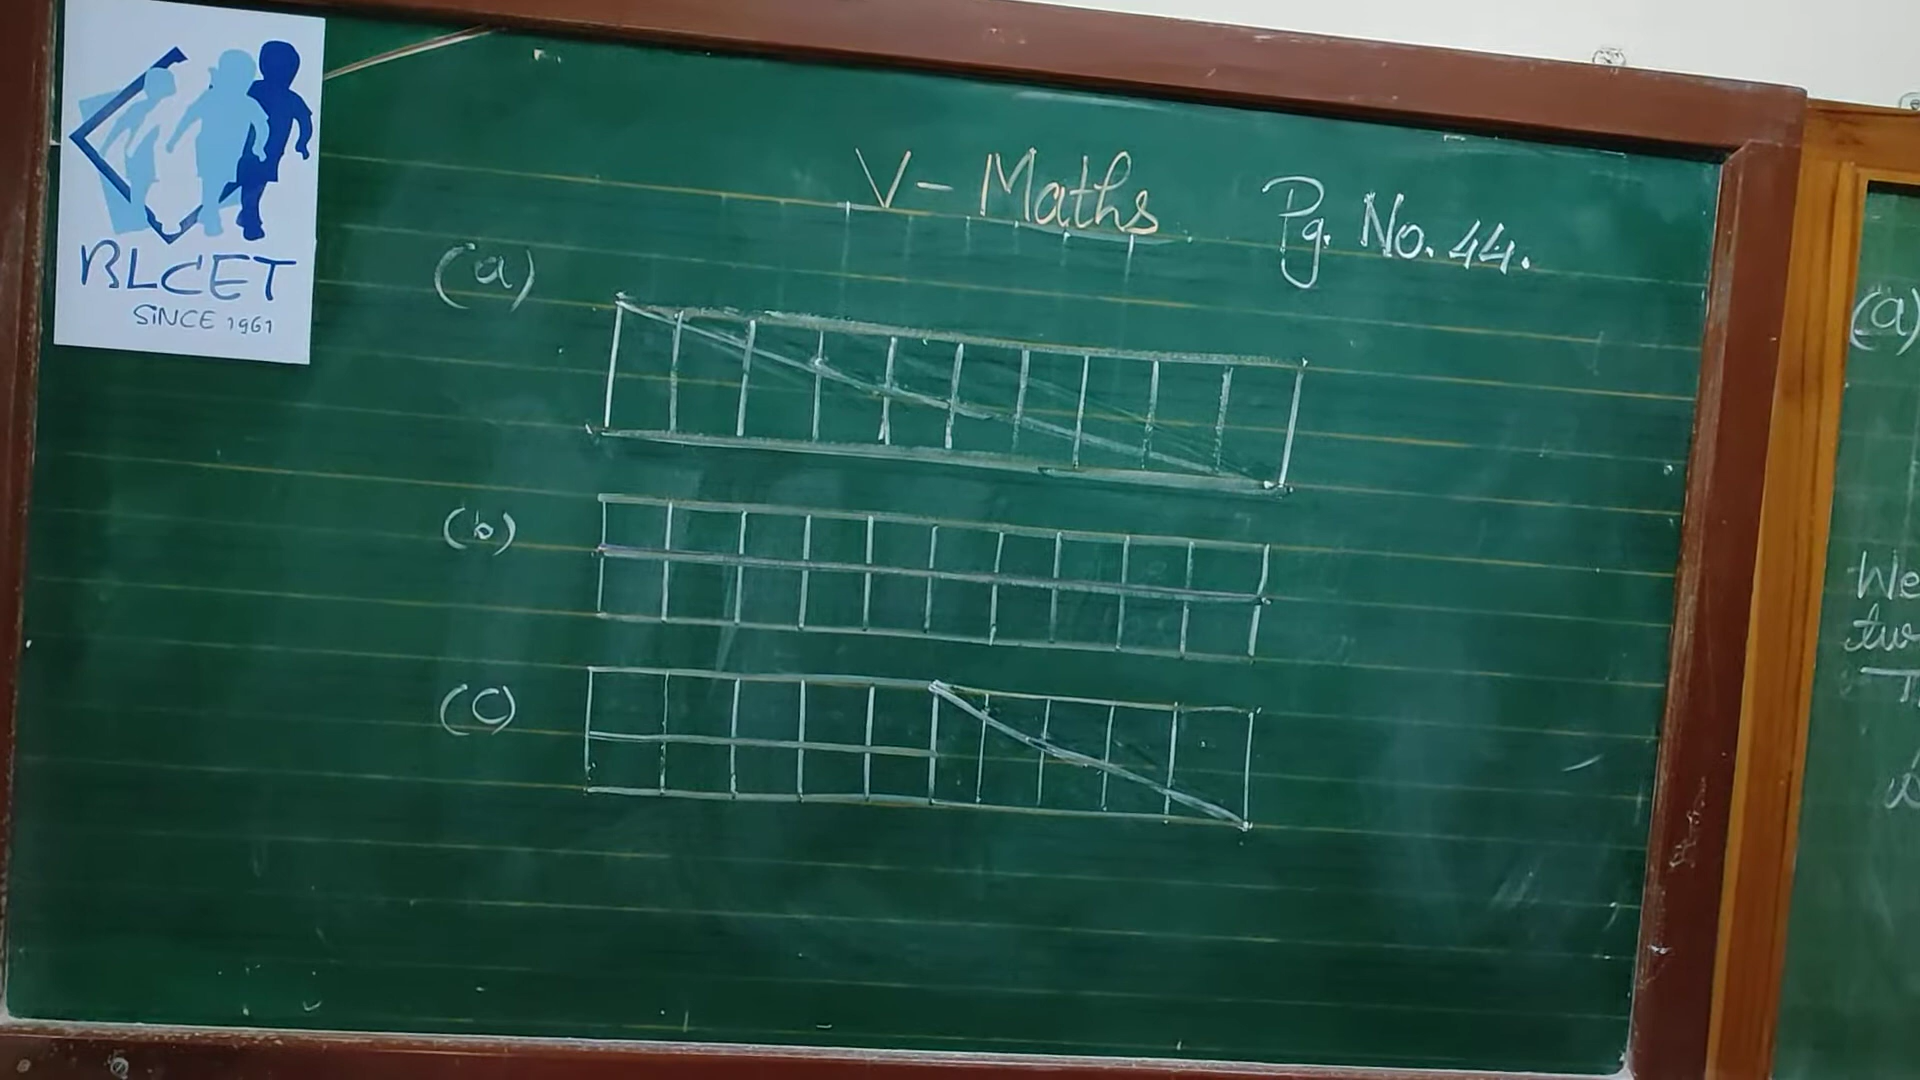 BLCET
SINCE 1961
V - Maths Pg. No. 44.
(a)
(b)
(c)
(a)
We